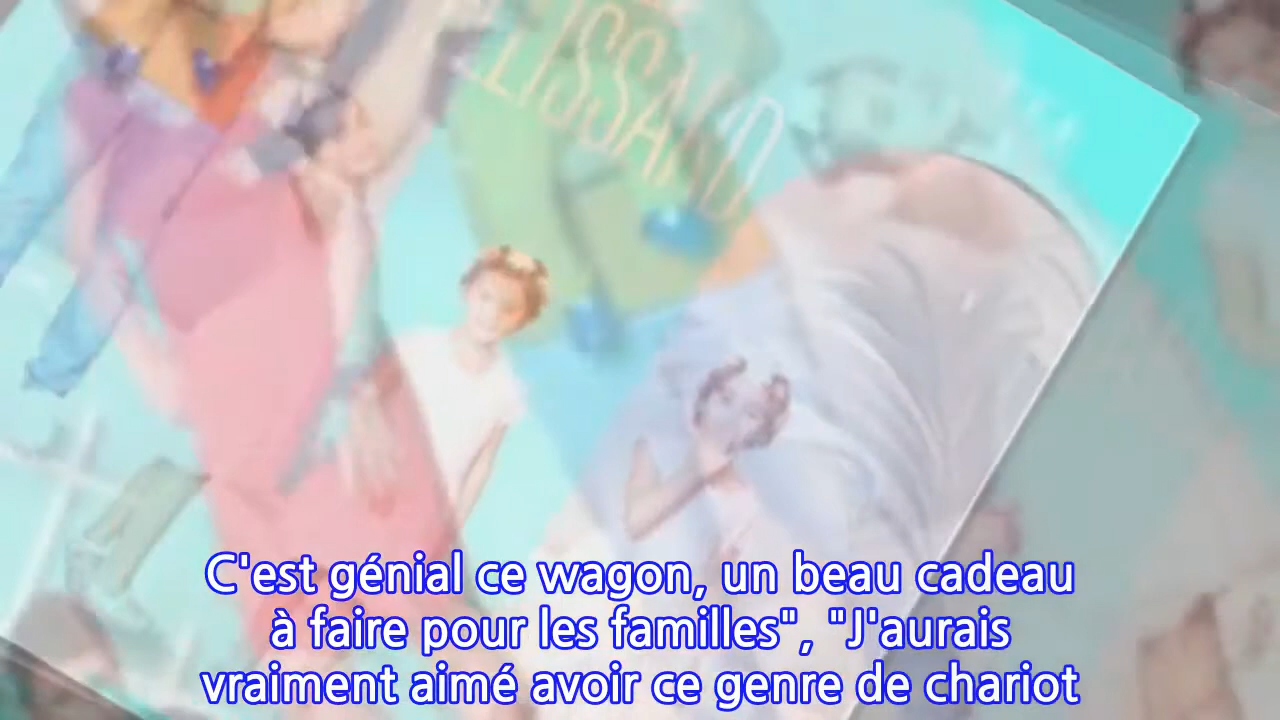 LISSANO
C'est génial ce wagon, un beau cadeau
à faire pour les familles", "J'aurais
vraiment aimé avoir ce genre de chariot